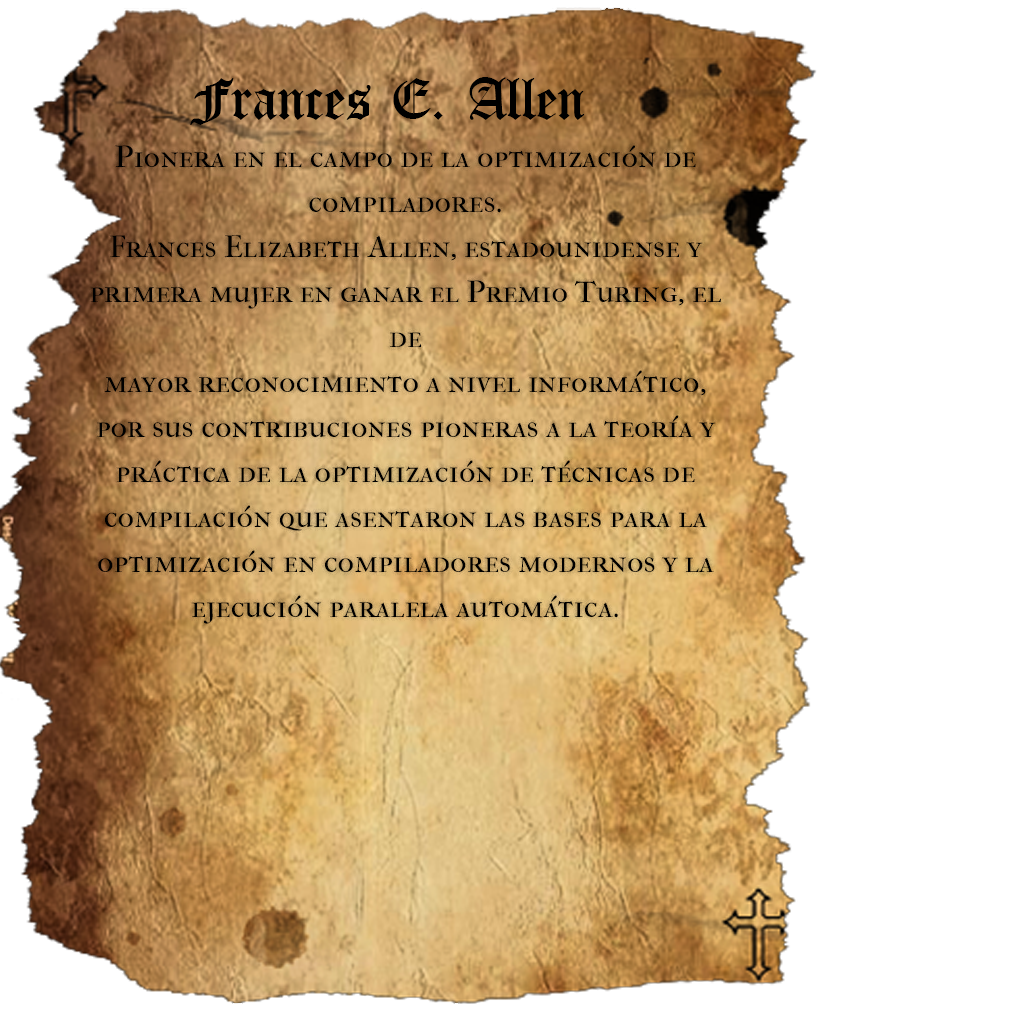 Frances E. Allen
Pionera en el campo de la optimización de
compiladores.
Frances Elizabeth Allen, estadounidense y
primera mujer en ganar el Premio Turing, el
de
mayor reconocimiento a nivel informático,
por sus contribuciones pioneras a la teoría y
práctica de la optimización de técnicas de
compilación que asentaron las bases para la
optimización en compiladores modernos y la
ejecución paralela automática.